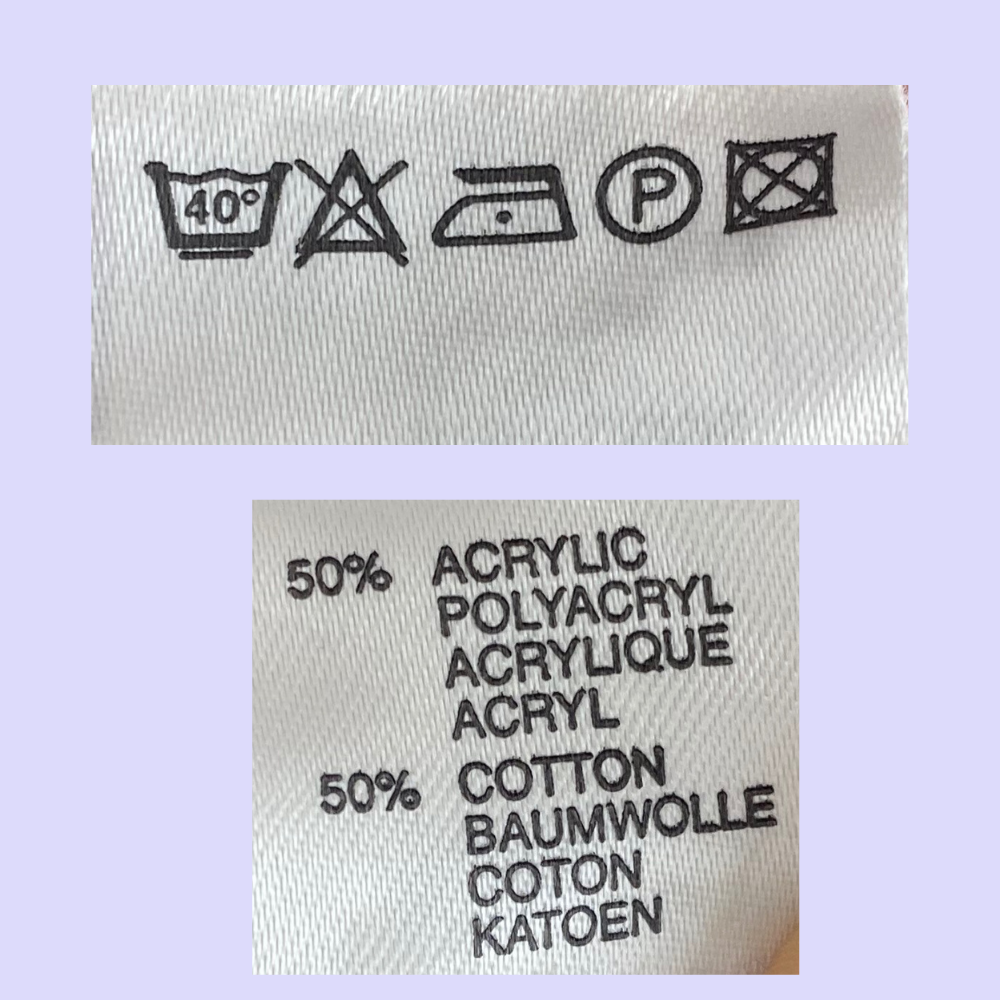 40°
P
50% ACRYLIC
POLYACRYL
ACRYLIQUE
ACRYL
50% COTTON
BAUMWOLLE
COTON
KATOEN